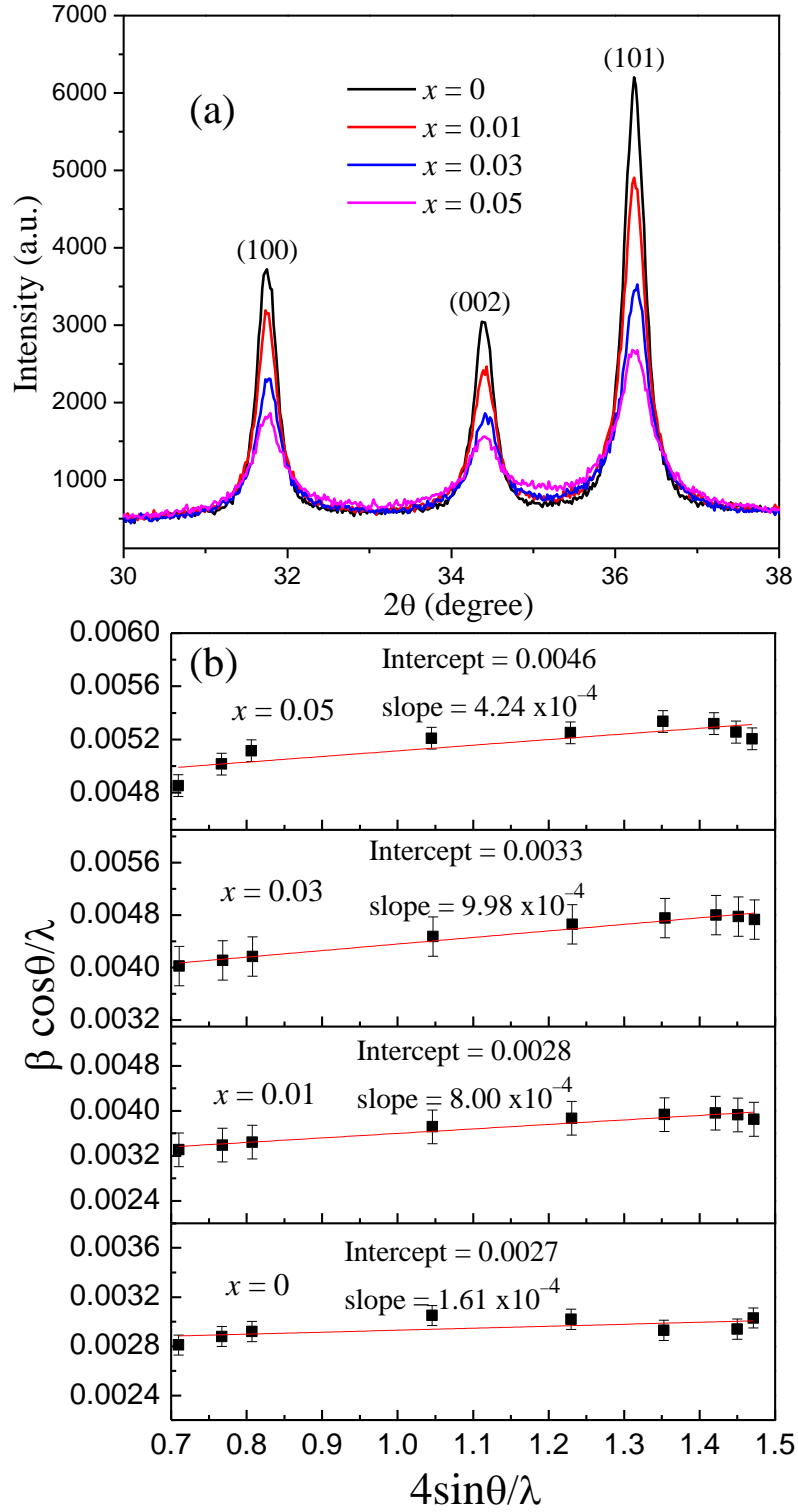 7000
(101)
6000
(a)
x = 0
x = 0.01
5000
x = 0.03
x = 0.05
4000
(100)
(002)
3000
2000
1000
Intensity (a.u.)
30 32 34 36 38
2θ (degree)
0.0060
(b)
Intercept = 0.0046
0.0056
x = 0.05
slope = 4.24 x10⁻⁴
0.0052
0.0048
0.0056
Intercept = 0.0033
x = 0.03
slope = 9.98 x10⁻⁴
0.0048
0.0040
0.0032
0.0048
Intercept = 0.0028
x = 0.01
slope = 8.00 x10⁻⁴
0.0040
0.0032
0.0024
0.0036
Intercept = 0.0027
x = 0
slope = 1.61 x10⁻⁴
0.0030
0.0028
0.0024
β cosθ/λ
0.7 0.8 0.9 1.0 1.1 1.2 1.3 1.4 1.5
4sinθ/λ